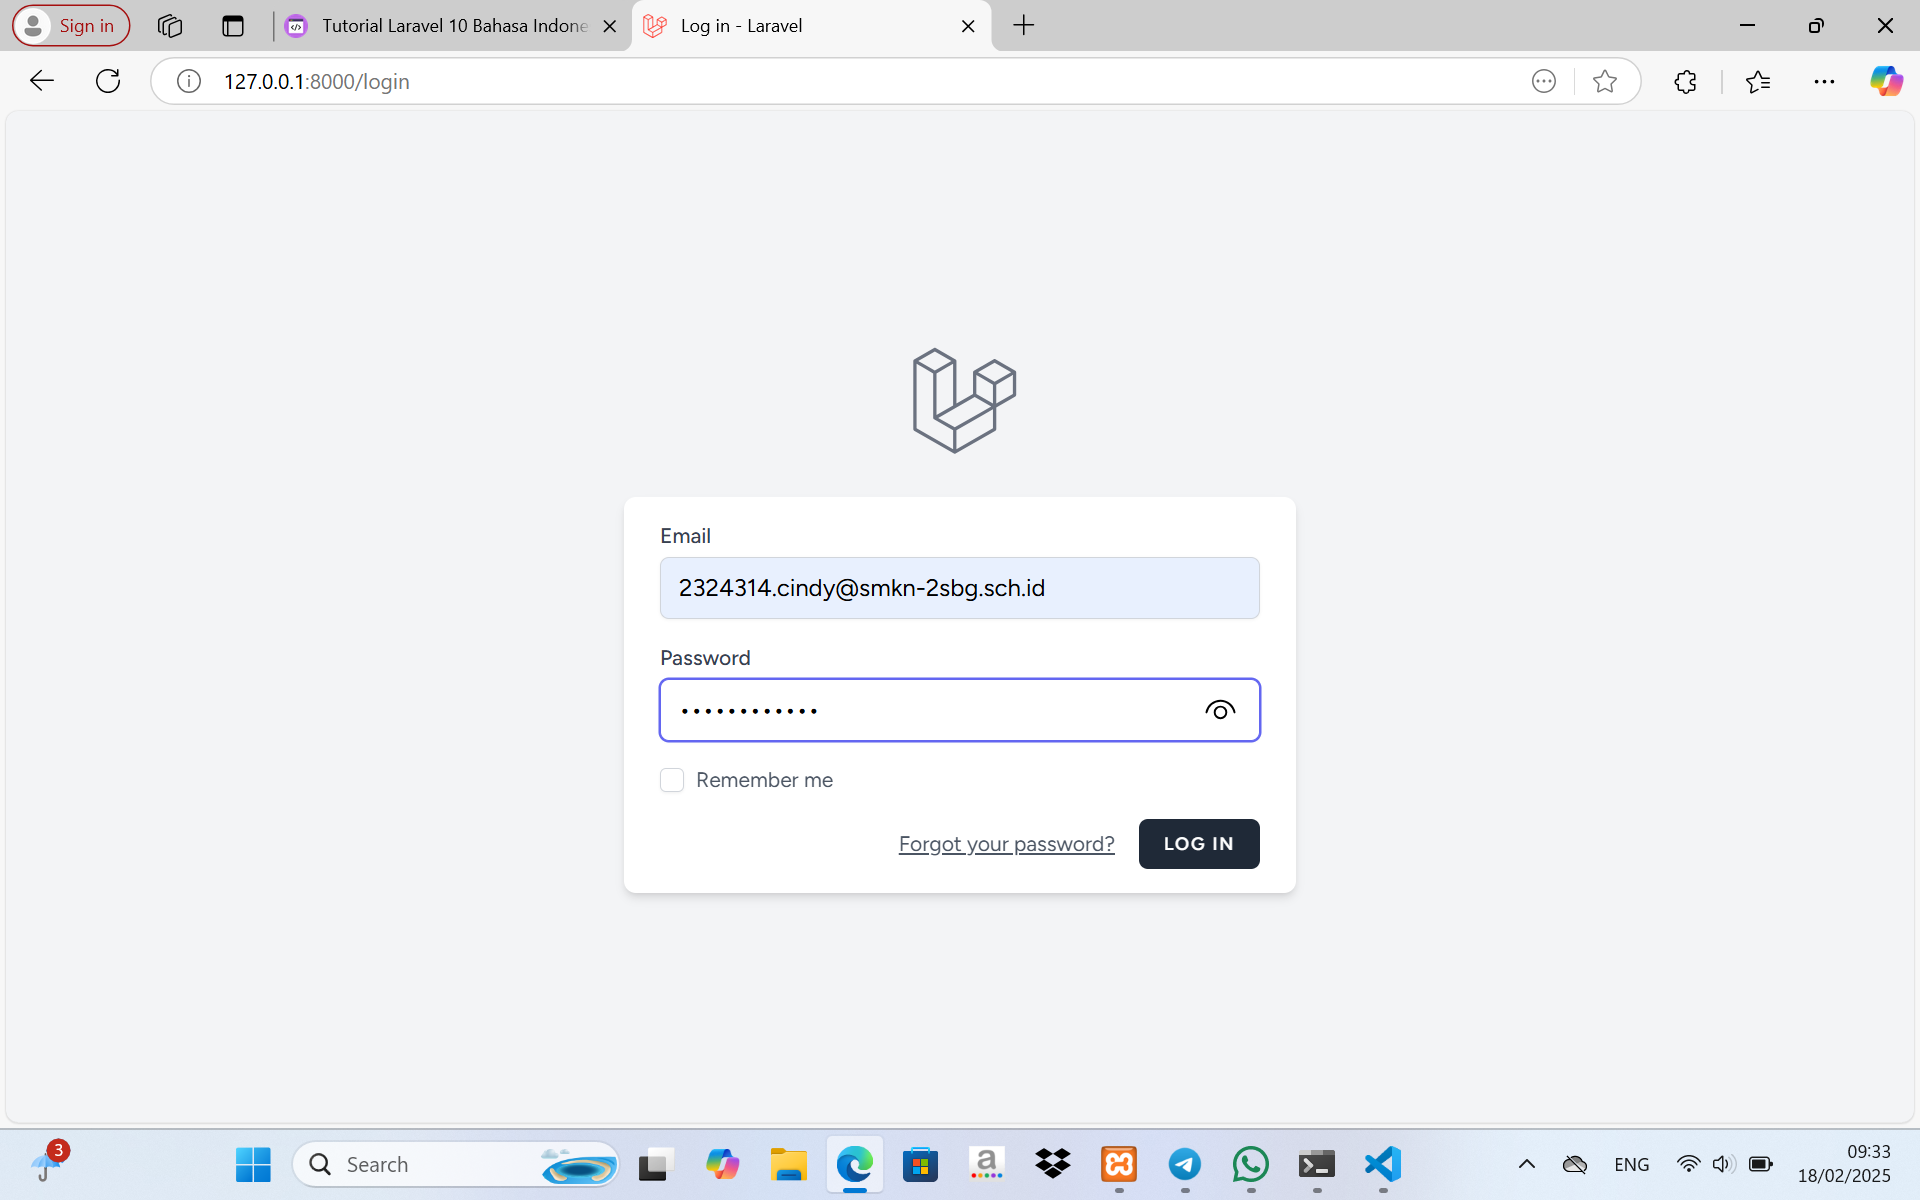 Sign in
Tutorial Laravel 10 Bahasa Indone
Log in - Laravel
127.0.0.1:8000/login
Email
2324314.cindy@smkn-2sbg.sch.id
Password
••••••••••••
Remember me
Forgot your password?
LOG IN
3
Search
a
ENG
09:33
18/02/2025